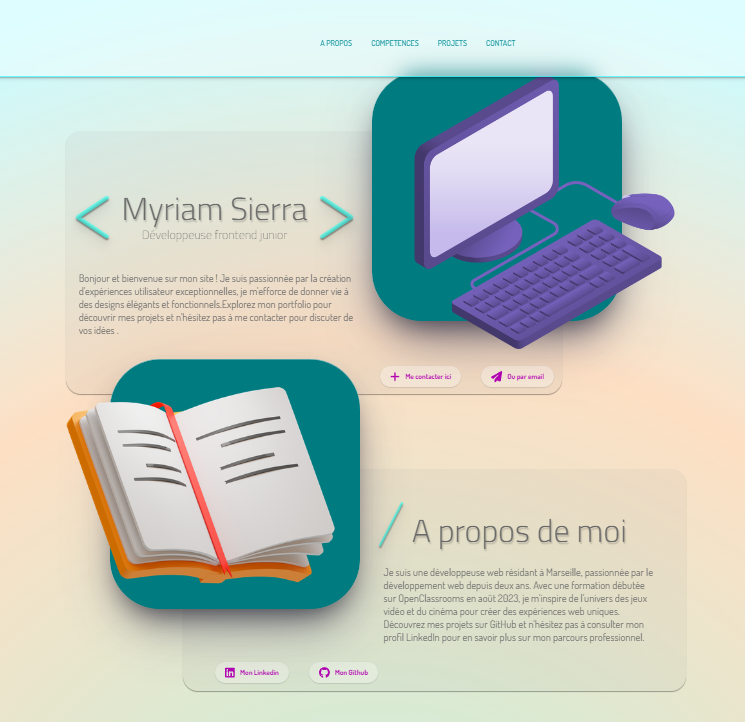 A PROPOS COMPETENCES PROJETS CONTACT
Myriam Sierra
Développeuse frontend junior
Bonjour et bienvenue sur mon site ! Je suis passionnée par la création
d'expériences utilisateur exceptionnelles, je m'efforce de donner vie à
des designs élégants et fonctionnels.Explorez mon portfolio pour
découvrir mes projets et n'hésitez pas à me contacter pour discuter de
vos idées .
Me contacter ici
Ou par email
A propos de moi
Je suis une développeuse web résidant à Marseille, passionnée par le
développement web depuis deux ans. Avec une formation débutée
sur OpenClassrooms en août 2023, je m'inspire de l'univers des jeux
vidéo et du cinéma pour créer des expériences web uniques.
Découvrez mes projets sur GitHub et n'hésitez pas à consulter mon
profil LinkedIn pour en savoir plus sur mon parcours professionnel.
Mon Linkedin
Mon Github